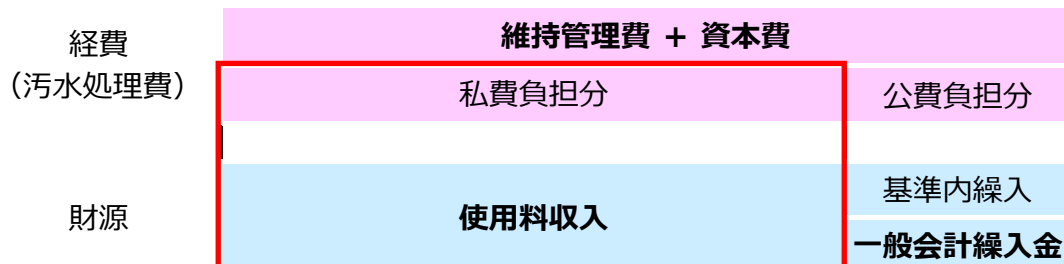 経費
（汚水処理費）
維持管理費 ＋ 資本費
私費負担分
公費負担分
財源
使用料収入
基準内繰入
一般会計繰入金